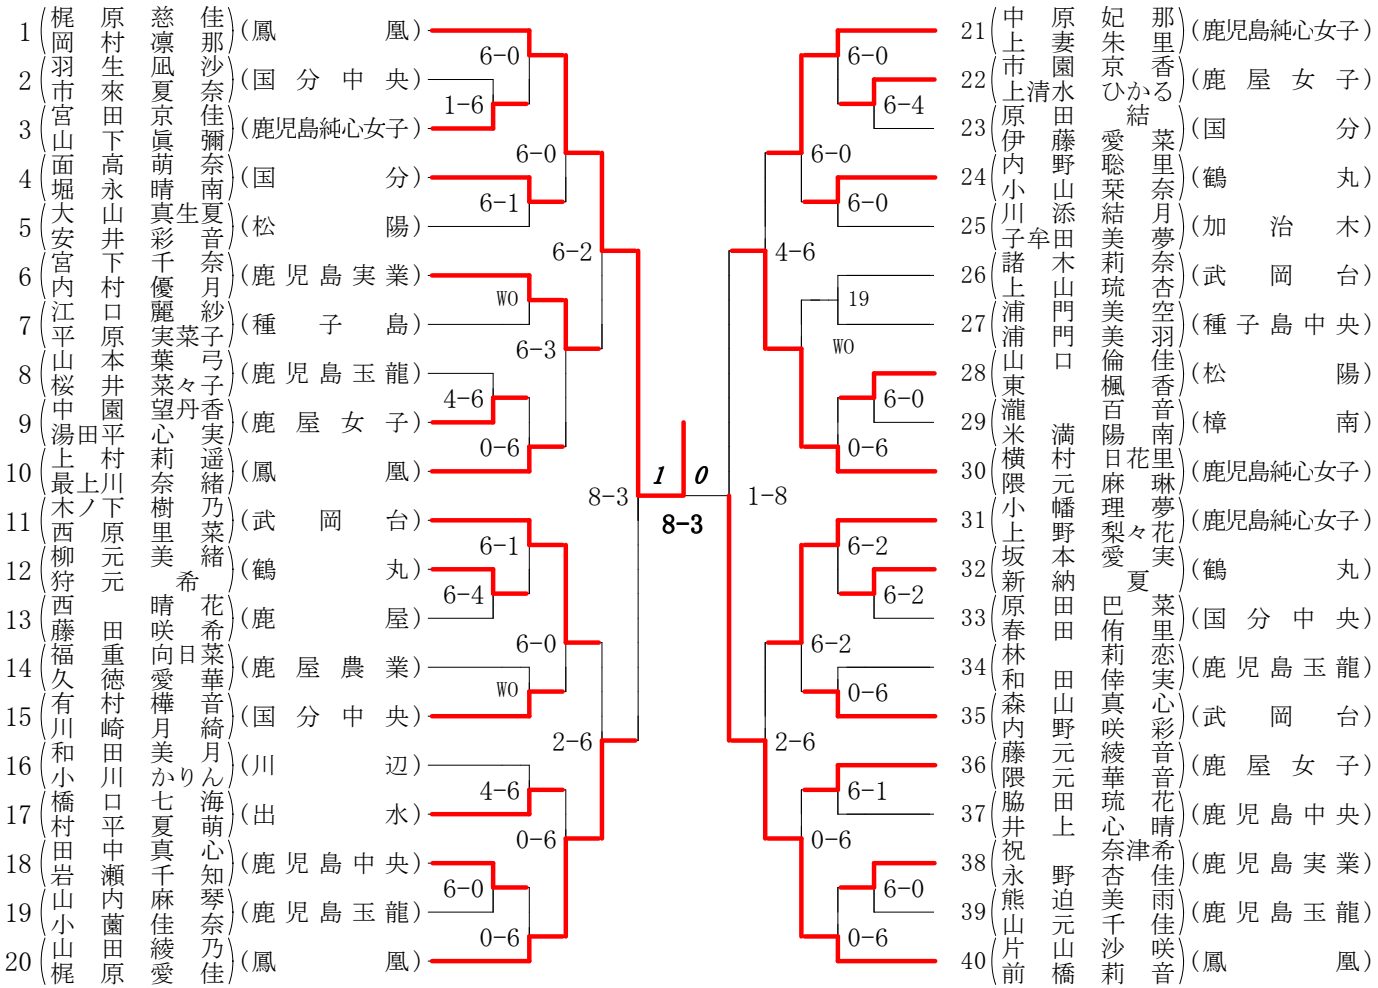 1 梶原慈佳 岡村凛那 (鳳凰)
2 羽生凪沙 市來夏奈 (国分中央)
3 宮田京佳 山下眞彌 (鹿児島純心女子)
4 面高萌奈 堀永晴南 (国分)
5 大山真生夏 安井彩音 (松陽)
6 宮下千奈 内村優月 (鹿児島実業)
7 江口麗紗 平原実菜子 (種子島)
8 山本葉弓 桜井菜々子 (鹿児島玉龍)
9 中園望丹香 湯田平心実 (鹿屋女子)
10 上村莉遥 最上川奈緒 (鳳凰)
11 木ノ下樹乃 西原里菜 (武岡台)
12 柳元美緒 狩元希 (鶴丸)
13 西晴花 藤田咲希 (鹿屋)
14 福重向日菜 久徳愛華 (鹿屋農業)
15 有村樺音 川崎月綺 (国分中央)
16 和田美月 小川かりん (川辺)
17 橋口七海 村平夏萌 (出水)
18 田中真心 岩瀬千知 (鹿児島中央)
19 山内麻琴 小薗佳奈 (鹿児島玉龍)
20 山田綾乃 梶原愛佳 (鳳凰)
6-0
1-6
6-0
6-1
6-2
WO
6-3
4-6
0-6
8-3
6-1
6-4
6-0
WO
2-6
4-6
0-6
6-0
0-6
1 0
8-3
21 中原妃那 上妻朱里 (鹿児島純心女子)
22 市園京香 上清水ひかる (鹿屋女子)
23 原田結 伊藤愛菜 (国分)
24 内野聡里 小山栞奈 (鶴丸)
25 川添結月 子牟田美夢 (加治木)
26 諸木莉奈 上山琉杏 (武岡台)
27 浦門美空 浦門美羽 (種子島中央)
28 山口倫佳 東楓香 (松陽)
29 瀧百音 米満陽南 (樟南)
30 横村日花里 隈元麻琳 (鹿児島純心女子)
31 小幡理夢 上野梨々花 (鹿児島純心女子)
32 坂本愛実 新納夏 (鶴丸)
33 原田巴菜 春田侑里 (国分中央)
34 林莉恋 和田倖実 (鹿児島玉龍)
35 森山真心 内野咲彩 (武岡台)
36 藤元綾音 隈元華音 (鹿屋女子)
37 脇田琉花 井上心晴 (鹿児島中央)
38 祝奈津希 永野杏佳 (鹿児島実業)
39 熊迫美雨 山元千佳 (鹿児島玉龍)
40 片山沙咲 前橋莉音 (鳳凰)
6-0
6-4
6-0
6-0
4-6
19
WO
6-0
0-6
1-8
6-2
6-2
6-2
0-6
2-6
6-1
0-6
6-0
0-6